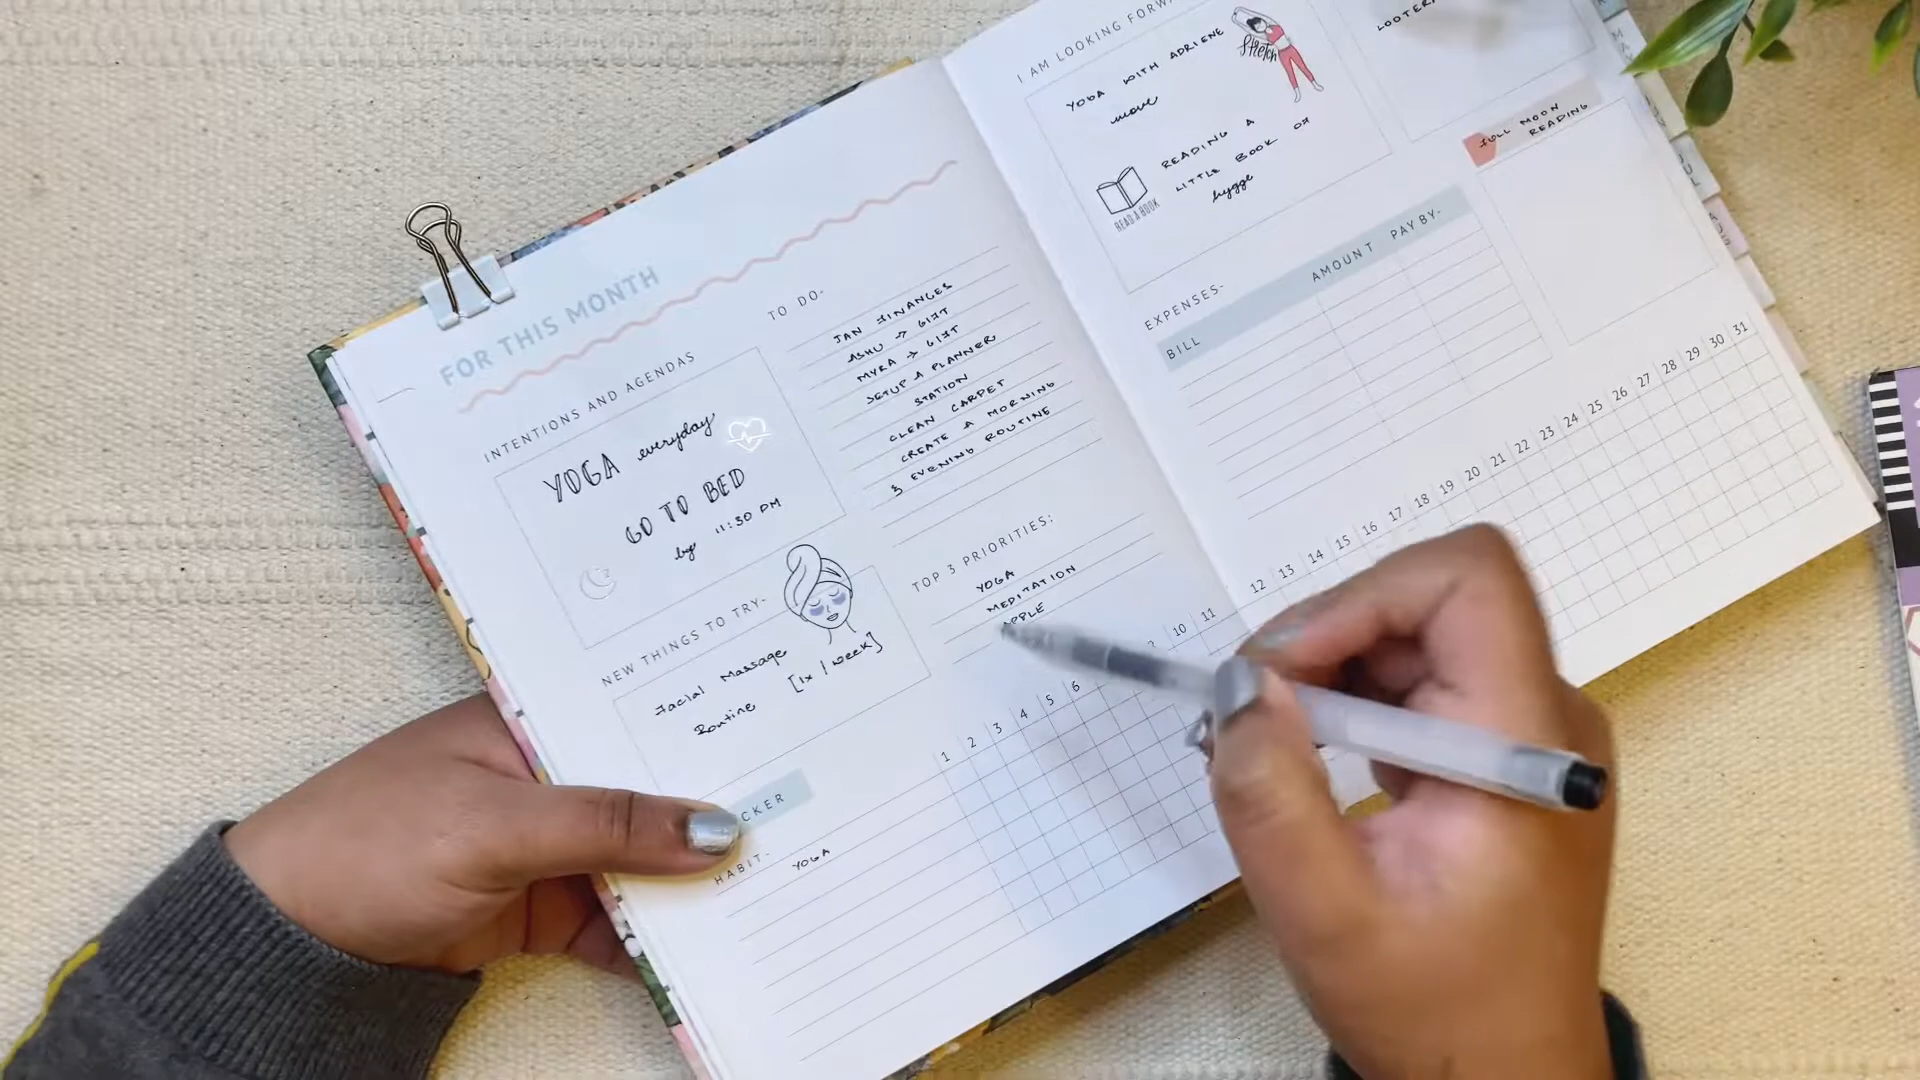 FOR THIS MONTH
INTENTIONS AND AGENDAS
YOGA everyday
GO TO BED
by 11:30 PM
NEW THINGS TO TRY-
Facial Massage
Routine [1x / week]
TO DO-
JAN FINANCES
ASHU -> GIFT
MYRA -> GIFT
SETUP A PLANNER
STATION
CLEAN CARPET
CREATE A MORNING
& EVENING ROUTINE
TOP 3 PRIORITIES:
YOGA
MEDITATION
APPLE
CKER
HABIT-
YOGA
1 2 3 4 5 6 9 10 11
I AM LOOKING FORWA
YOGA WITH ADRIENE
move
Stretch
READING A
LITTLE BOOK OF
hygge
READ A BOOK
FULL MOON
READING
EXPENSES-
BILL AMOUNT PAY BY-
12 13 14 15 16 17 18 19 20 21 22 23 24 25 26 27 28 29 30 31